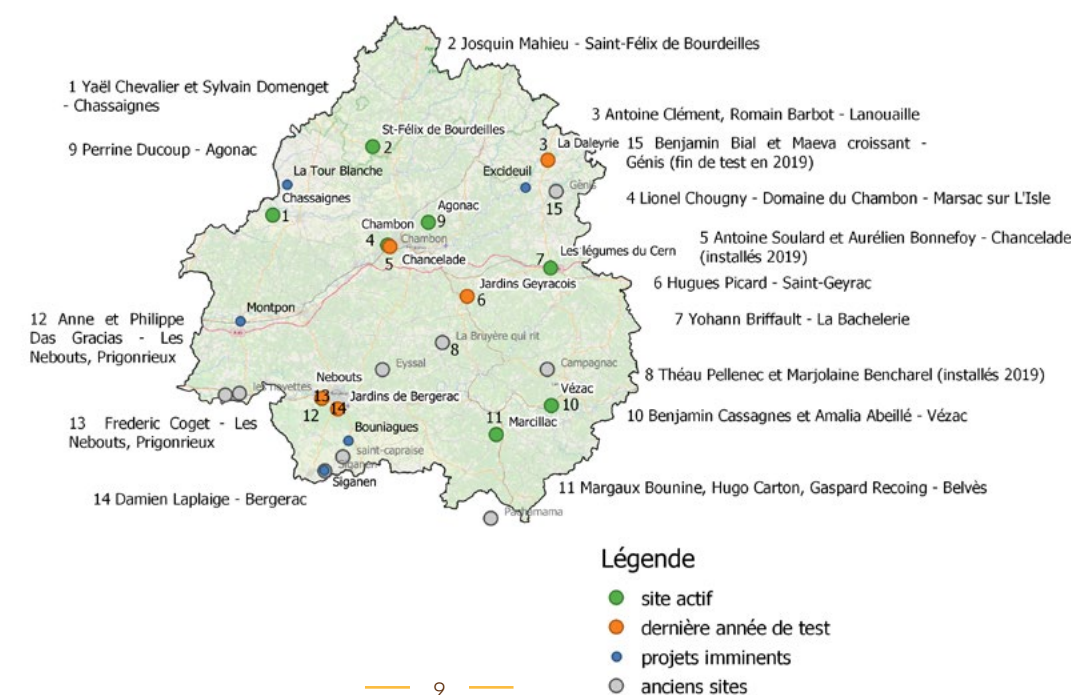 2 Josquin Mahieu - Saint-Félix de Bourdeilles
1 Yaël Chevalier et Sylvain Domenget
- Chassaignes
3 Antoine Clément, Romain Barbot - Lanouaille
9 Perrine Ducoup - Agonac
15 Benjamin Bial et Maeva croissant -
Génis (fin de test en 2019)
4 Lionel Chougny - Domaine du Chambon - Marsac sur L'Isle
5 Antoine Soulard et Aurélien Bonnefoy - Chancelade
(installés 2019)
6 Hugues Picard - Saint-Geyrac
7 Yohann Briffault - La Bachelerie
12 Anne et Philippe
Das Gracias - Les
Nebouts, Prigonrieux
8 Théau Pellenec et Marjolaine Bencharel (installés 2019)
10 Benjamin Cassagnes et Amalia Abeillé - Vézac
13 Frederic Coget - Les
Nebouts, Prigonrieux
14 Damien Laplaige - Bergerac
11 Margaux Bounine, Hugo Carton, Gaspard Recoing - Belvès
St-Félix de Bourdeilles
2
La Daleyrie
3
La Tour Blanche
Excideuil
Génis
15
Chassaignes
1
Agonac
9
Chambon
4
Chambon
5
Chancelade
Les légumes du Cern
7
Jardins Geyracois
6
Montpon
La Bruyère qui rit
8
Eyssal
Campagnac
Nebouts
13
12
14
Jardins de Bergerac
Vézac
10
11
Marcillac
Bouniagues
saint-capraise
Siganen
Siganen
Pachamama
Légende
site actif
dernière année de test
projets imminents
anciens sites
9